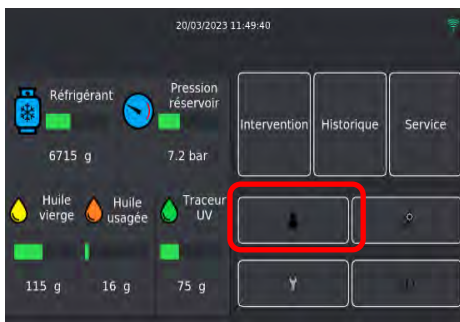 20/03/2023 11:49:40
Réfrigérant
Pression
réservoir
6715 g
7.2 bar
Intervention
Historique
Service
Huile
vierge
Huile
usagée
Traceur
UV
115 g
16 g
75 g